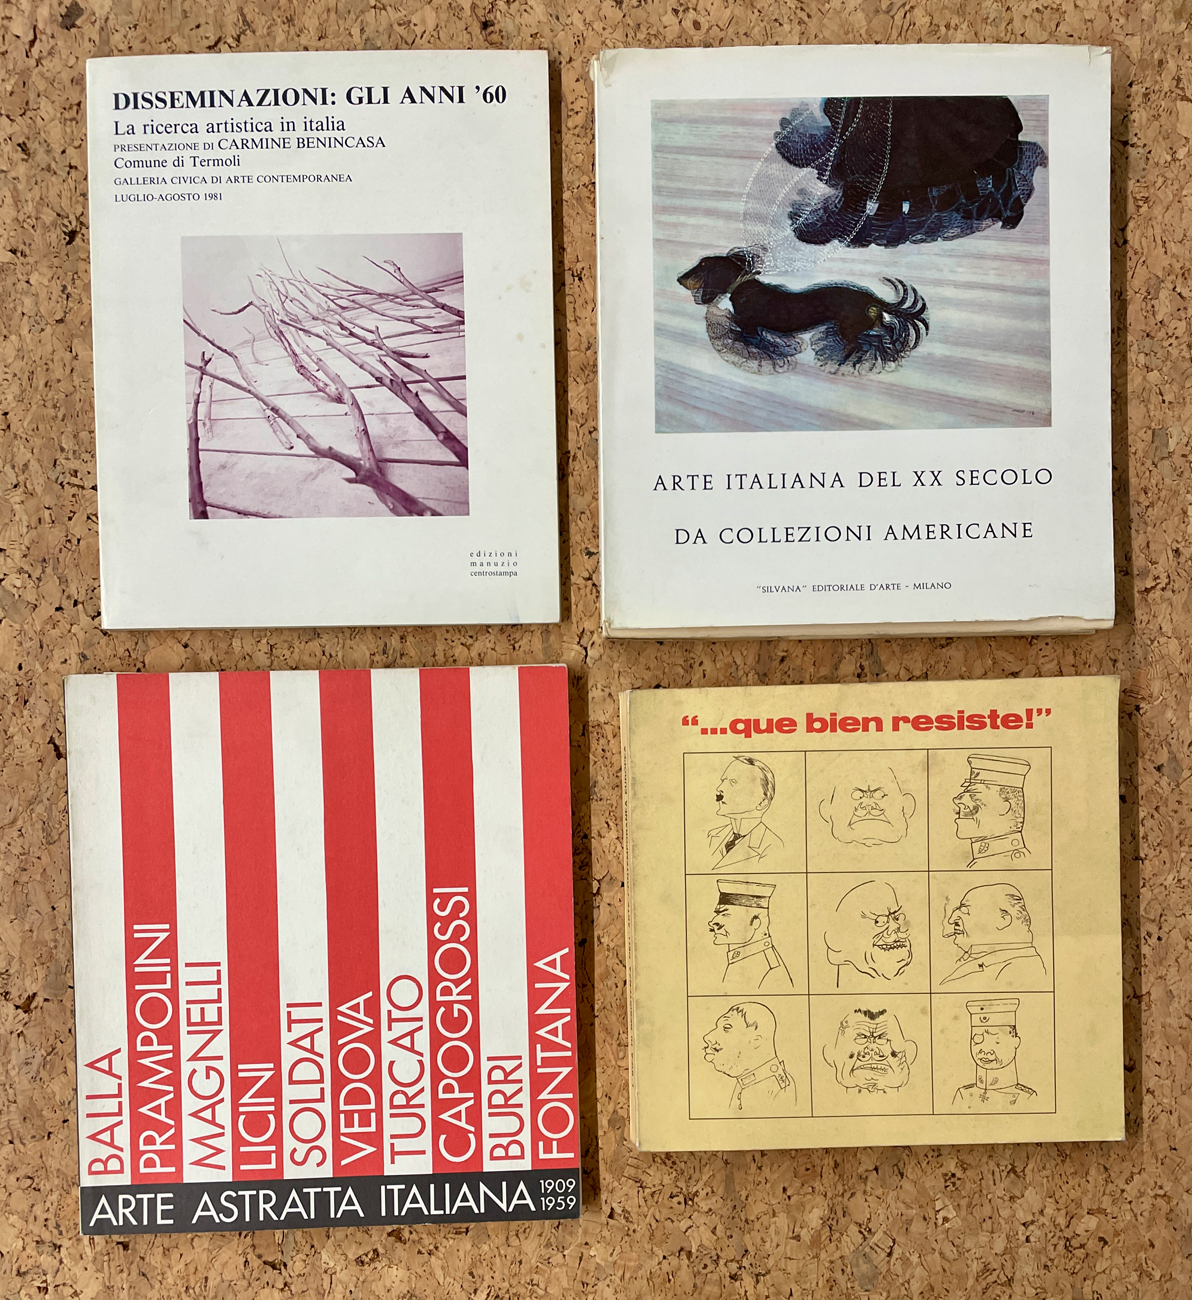 DISSEMINAZIONI: GLI ANNI '60
La ricerca artistica in italia
PRESENTAZIONE DI CARMINE BENINCASA
Comune di Termoli
GALLERIA CIVICA DI ARTE CONTEMPORANEA
LUGLIO-AGOSTO 1981
edizioni
manuzio
centrostampa
ARTE ITALIANA DEL XX SECOLO
DA COLLEZIONI AMERICANE
"SILVANA" EDITORIALE D'ARTE - MILANO
BALLA
PRAMPOLINI
MAGNELLI
LICINI
SOLDATI
VEDOVA
TURCATO
CAPOGROSSI
BURRI
FONTANA
ARTE ASTRATTA ITALIANA 1909
1959
"...que bien resiste!"